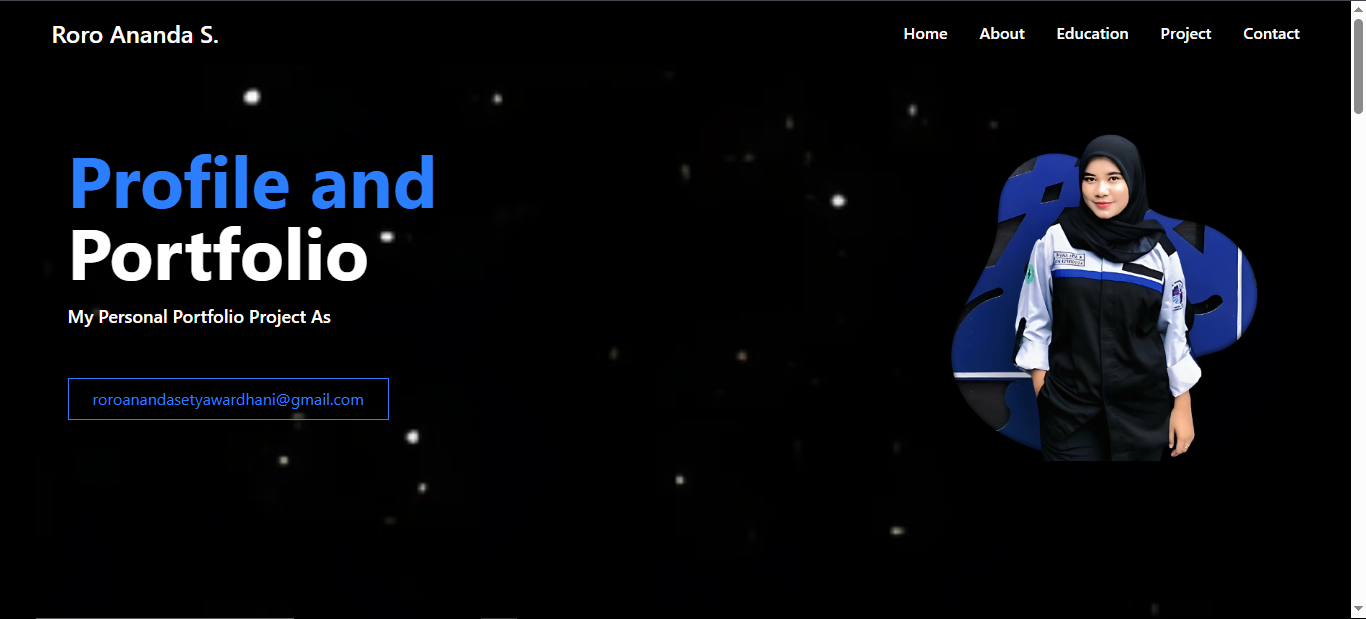 Roro Ananda S.
Home About Education Project Contact
Profile and
Portfolio
My Personal Portfolio Project As
roroanandasetyawardhani@gmail.com